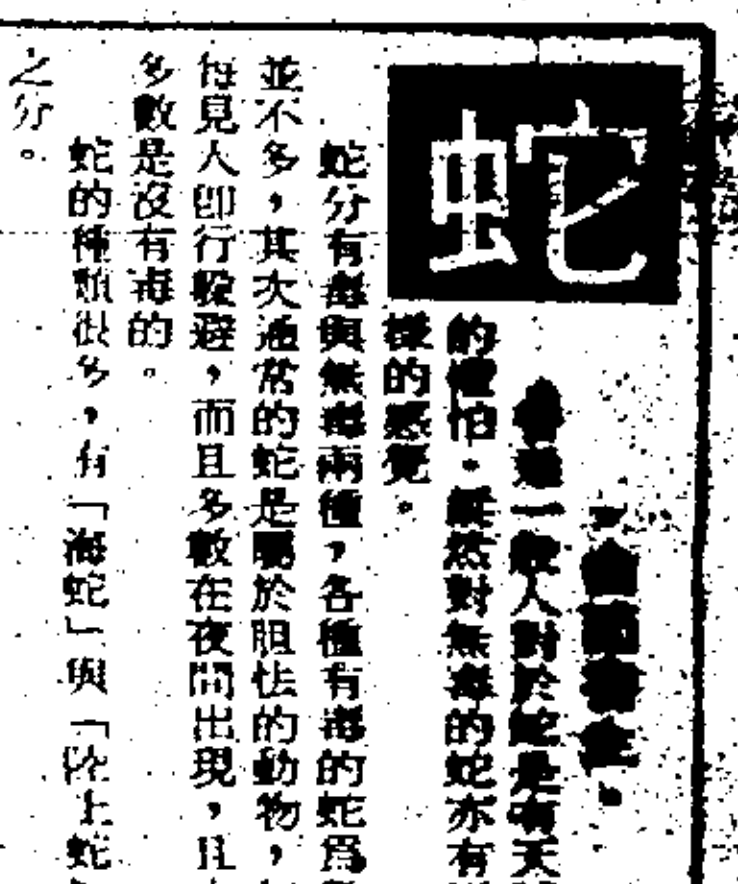 蛇
普通一般人對於蛇是有天
的懼怕。縱然對無毒的蛇亦有
樣的感覺。
蛇分有毒與無毒兩種，各種有毒的蛇爲
並不多，其次通常的蛇是屬於胆怯的動物，
每見人卽行躱避，而且多數在夜間出現，且
多數是沒有毒的。
蛇的種類很多，有「海蛇」與「陸上蛇
之分。